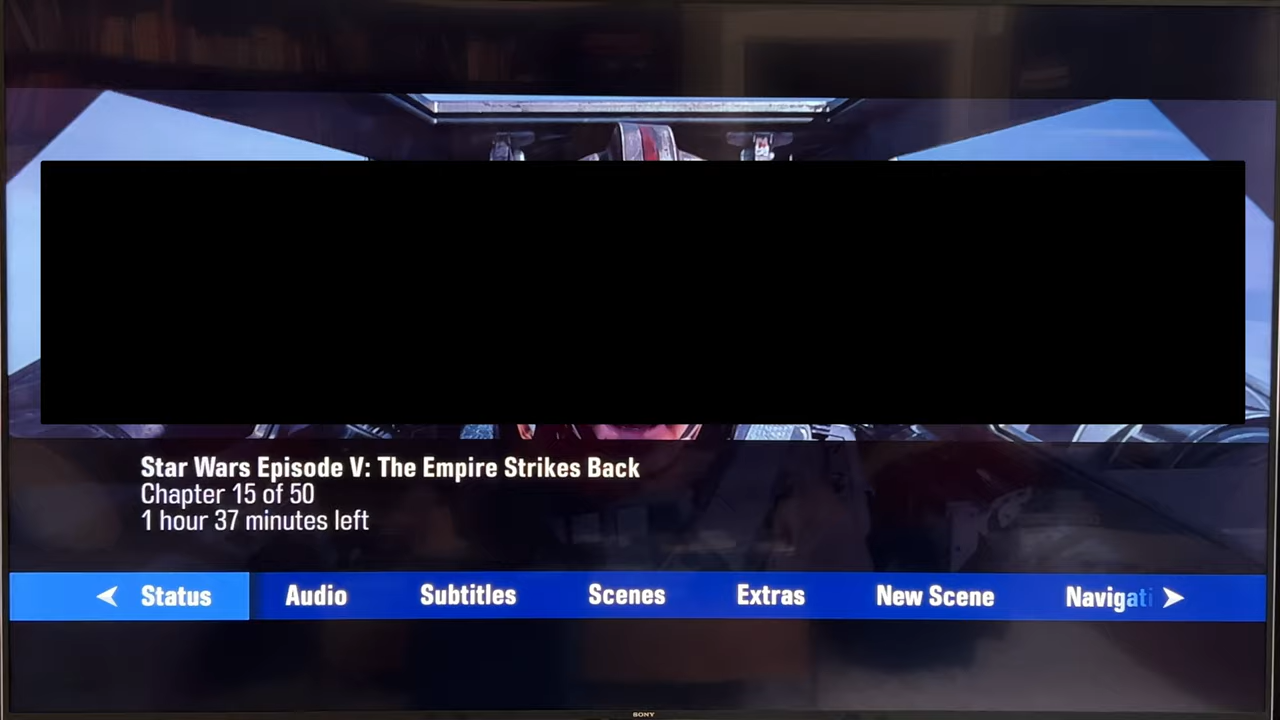 Star Wars Episode V: The Empire Strikes Back
Chapter 15 of 50
1 hour 37 minutes left
Status Audio Subtitles Scenes Extras New Scene Navigati
SONY